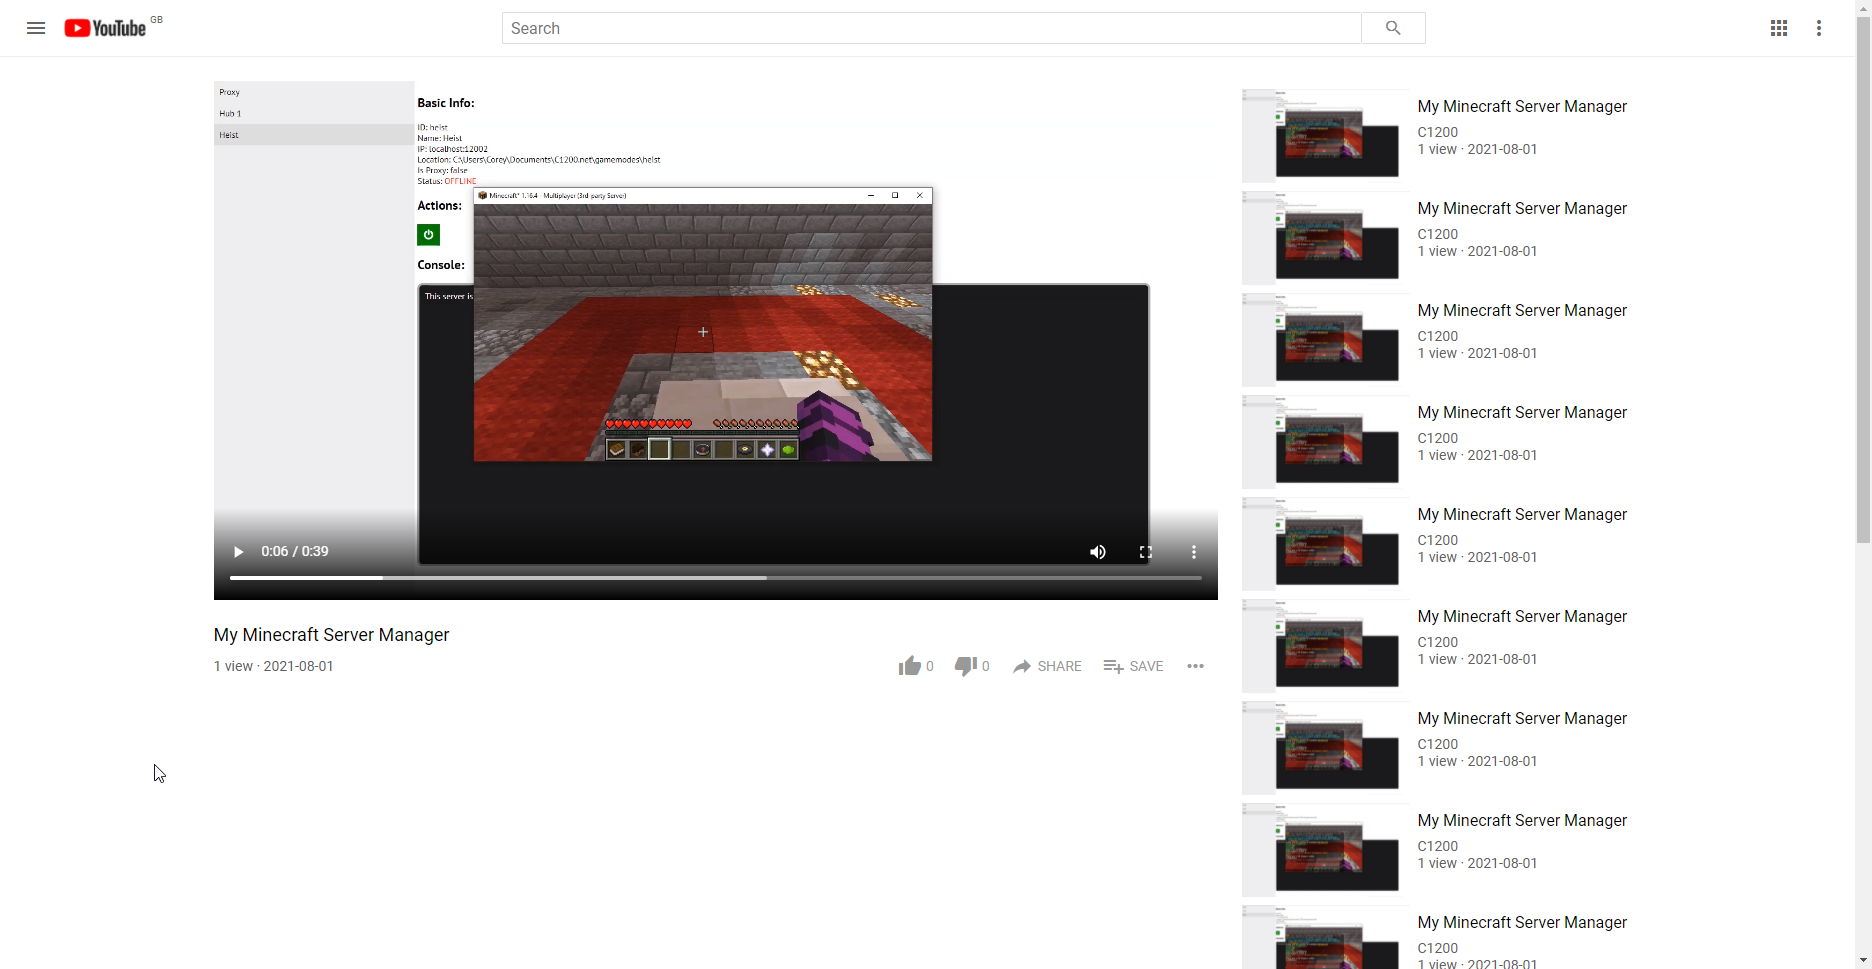 YouTube GB
Search
Proxy
Hub 1
Heist
Basic Info:
ID: heist
Name: Heist
IP: localhost:12002
Location: C:\Users\Corey\Documents\C1200.net\gamemodes\heist
Is Proxy: false
Status: OFFLINE
Actions:
Console:
This server is
Minecraft* 1.16.4 - Multiplayer (3rd-party Server)
0:06 / 0:39
My Minecraft Server Manager
1 view · 2021-08-01
0
0
SHARE
SAVE
My Minecraft Server Manager
C1200
1 view · 2021-08-01
My Minecraft Server Manager
C1200
1 view · 2021-08-01
My Minecraft Server Manager
C1200
1 view · 2021-08-01
My Minecraft Server Manager
C1200
1 view · 2021-08-01
My Minecraft Server Manager
C1200
1 view · 2021-08-01
My Minecraft Server Manager
C1200
1 view · 2021-08-01
My Minecraft Server Manager
C1200
1 view · 2021-08-01
My Minecraft Server Manager
C1200
1 view · 2021-08-01
My Minecraft Server Manager
C1200
1 view · 2021-08-01